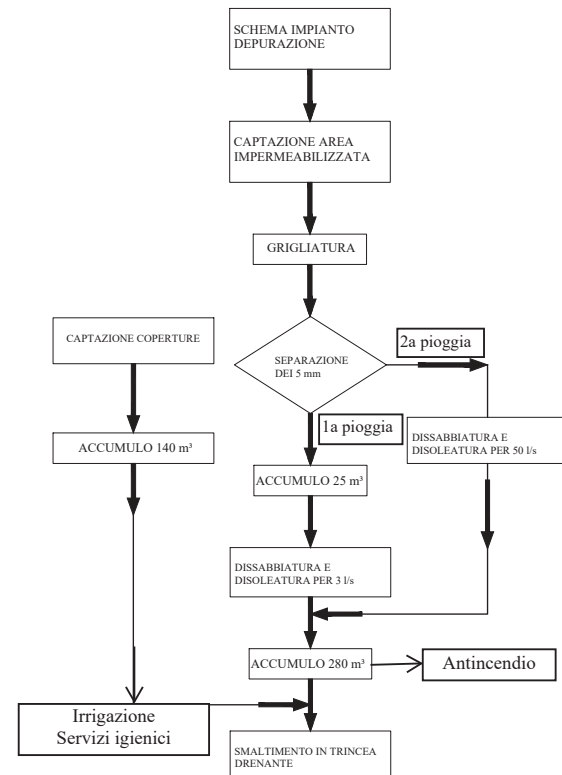 SCHEMA IMPIANTO
DEPURAZIONE
CAPTAZIONE AREA
IMPERMEABILIZZATA
GRIGLIATURA
CAPTAZIONE COPERTURE
SEPARAZIONE
DEI 5 mm
2a pioggia
1a pioggia
DISSABBIATURA E
DISOLEATURA PER 50 l/s
ACCUMULO 140 m³
ACCUMULO 25 m³
DISSABBIATURA E
DISOLEATURA PER 3 l/s
ACCUMULO 280 m³
Antincendio
Irrigazione
Servizi igienici
SMALTIMENTO IN TRINCEA
DRENANTE